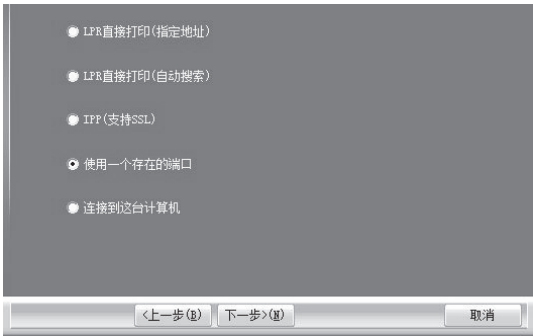 LPR直接打印(指定地址)
LPR直接打印(自动搜索)
IPP(支持SSL)
使用一个存在的端口
连接到这台计算机
<上一步(B) 下一步>(N) 取消